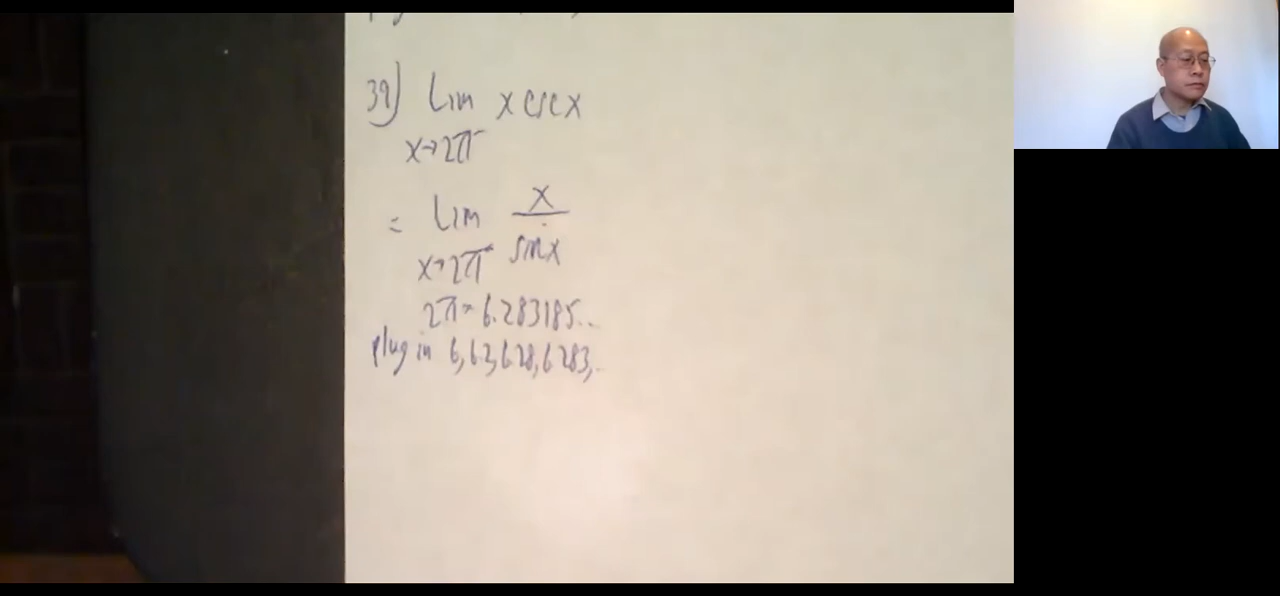 39) lim x csc x
x→2π⁻
= lim x/sin x
x→2π⁻
2π = 6.283185...
plug in 6, 6.2, 6.28, 6.283, ..